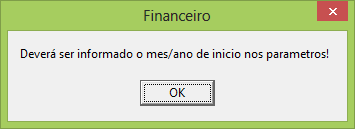 Financeiro
Deverá ser informado o mes/ano de inicio nos parametros!
OK